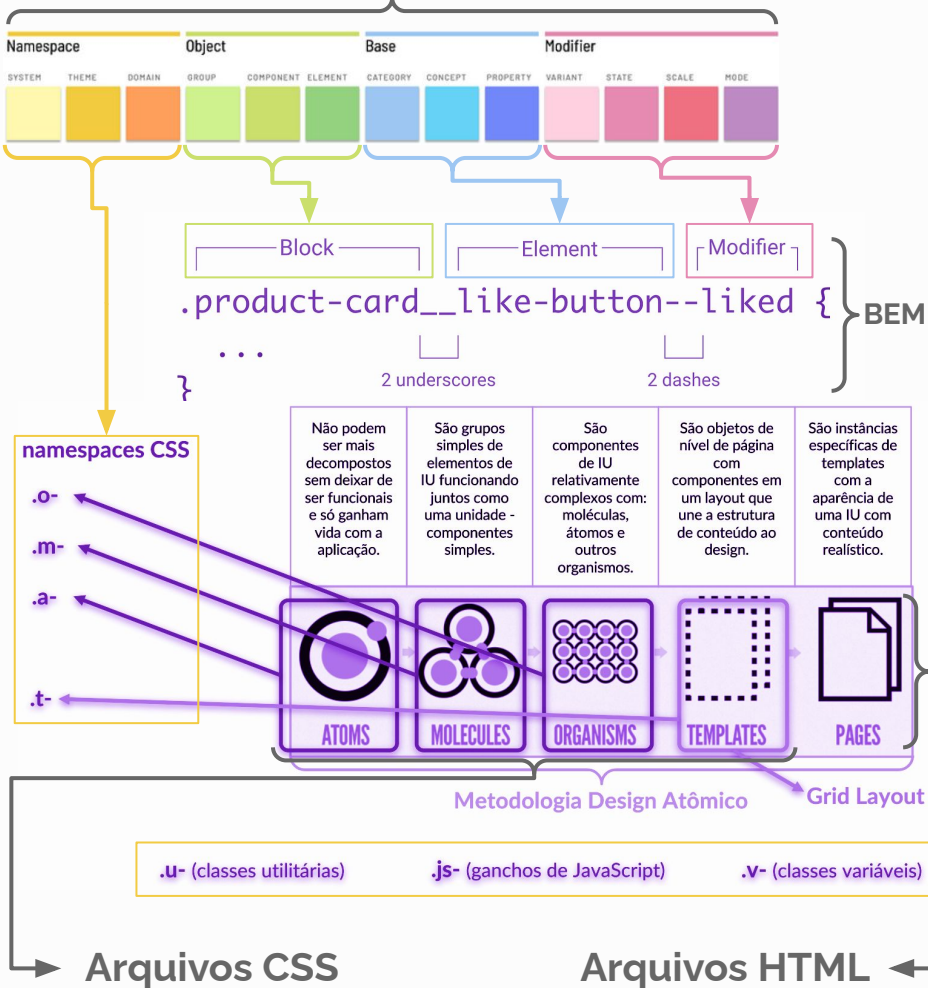 Namespace
Object
Base
Modifier
SYSTEM THEME DOMAIN GROUP COMPONENT ELEMENT CATEGORY CONCEPT PROPERTY VARIANT STATE SCALE MODE
Block
Element
Modifier
.product-card__like-button--liked {
...
}
2 underscores
2 dashes
BEM
namespaces CSS
.o-
.m-
.a-
.t-
Não podem
ser mais
decompostos
sem deixar de
ser funcionais
e só ganham
vida com a
aplicação.
São grupos
simples de
elementos de
IU funcionando
juntos como
uma unidade -
componentes
simples.
São
componentes
de IU
relativamente
complexos com:
moléculas,
átomos e
outros
organismos.
São objetos de
nível de página
com
componentes em
um layout que
une a estrutura
de conteúdo ao
design.
São instâncias
específicas de
templates
com a
aparência de
uma IU com
conteúdo
realístico.
ATOMS
MOLECULES
ORGANISMS
TEMPLATES
PAGES
Metodologia Design Atômico
Grid Layout
.u- (classes utilitárias)
.js- (ganchos de JavaScript)
.v- (classes variáveis)
Arquivos CSS
Arquivos HTML